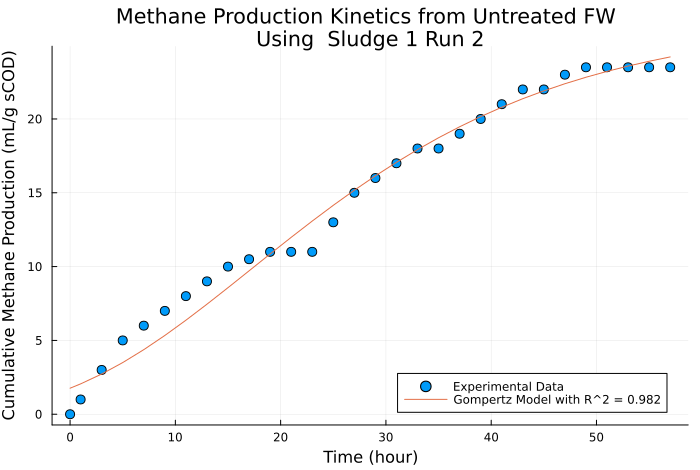 Methane Production Kinetics from Untreated FW
Using  Sludge 1 Run 2
Cumulative Methane Production (mL/g sCOD)
20
15
10
5
0
0 10 20 30 40 50
Time (hour)
Experimental Data
Gompertz Model with R^2 = 0.982